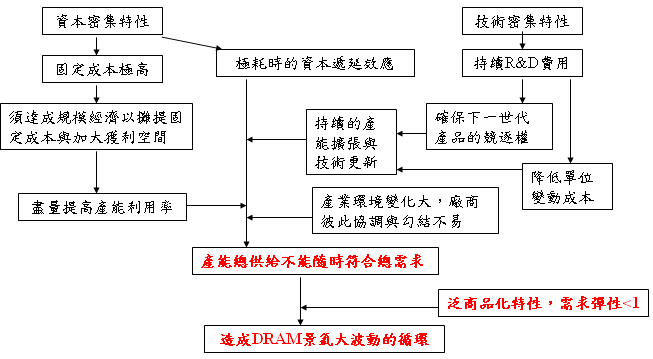 資本密集特性
技術密集特性
固定成本極高
極耗時的資本遞延效應
持續R&D費用
須達成規模經濟以攤提固
定成本與加大獲利空間
持續的產
能擴張與
技術更新
確保下一世代
產品的競逐權
降低單位
變動成本
盡量提高產能利用率
產業環境變化大，廠商
彼此協調與勾結不易
產能總供給不能隨時符合總需求
泛商品化特性，需求彈性<1
造成DRAM景氣大波動的循環